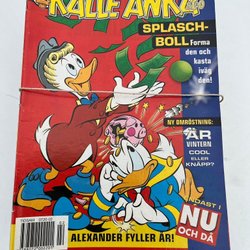 KALLE ANKA
SPLASCH-
BOLL Forma
den och
kasta
iväg
den!
NY OMRÖSTNING:
ÄR
VINTERN
COOL
ELLER
KNÄPP?
ENDAST I
NU
OCH DÅ
ALEXANDER FYLLER ÅR!